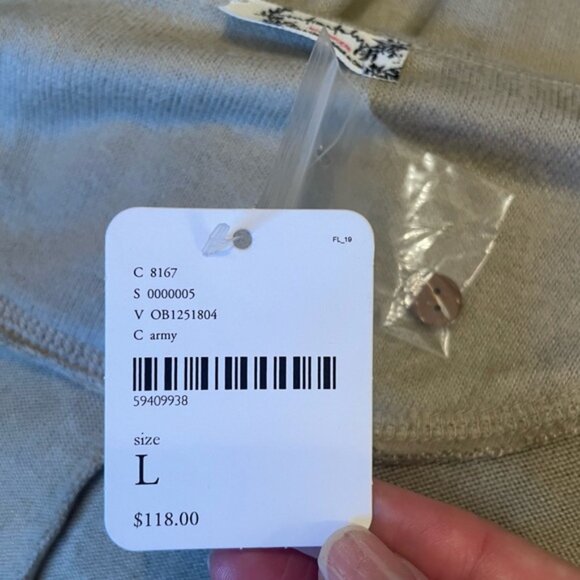 FL_19
C 8167
S 0000005
V OB1251804
C army
59409938
size
L
$118.00